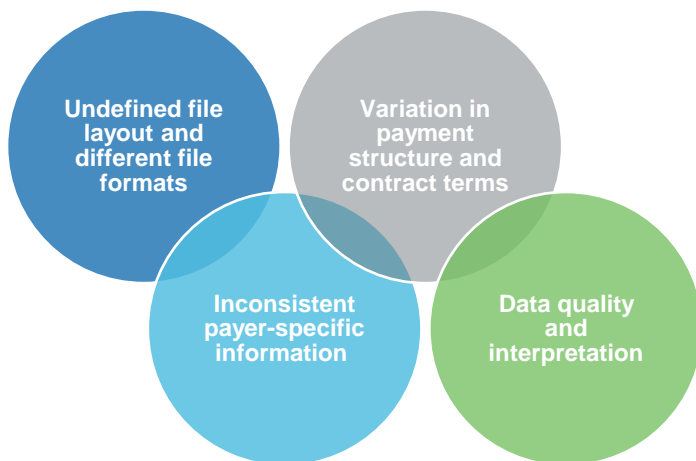 Undefined file
layout and
different file
formats
Variation in
payment
structure and
contract terms
Inconsistent
payer-specific
information
Data quality
and
interpretation